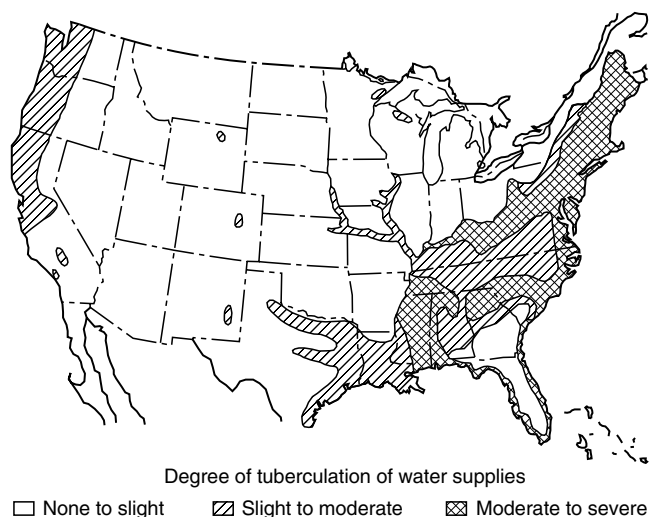 Degree of tuberculation of water supplies
None to slight Slight to moderate Moderate to severe